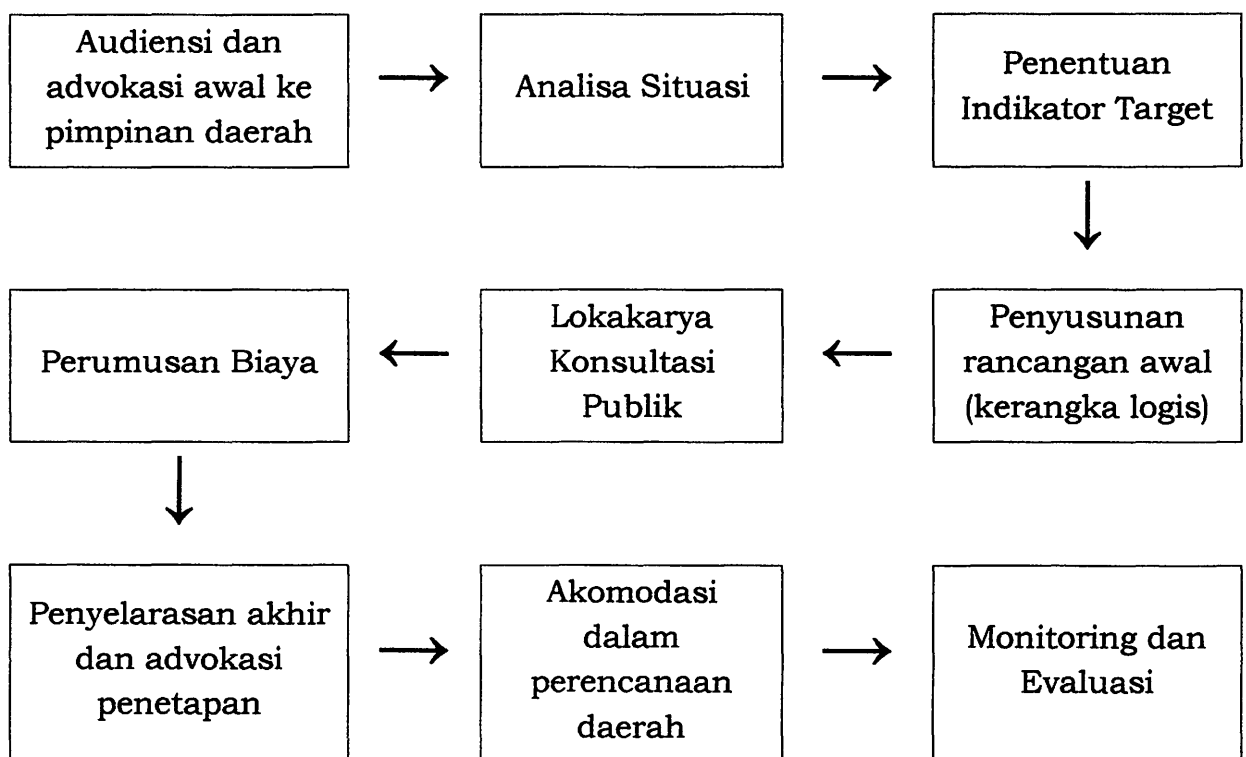 Audiensi dan
advokasi awal ke
pimpinan daerah
Analisa Situasi
Penentuan
Indikator Target
Penyusunan
rancangan awal
(kerangka logis)
Lokakarya
Konsultasi
Publik
Perumusan Biaya
Penyelarasan akhir
dan advokasi
penetapan
Akomodasi
dalam
perencanaan
daerah
Monitoring dan
Evaluasi